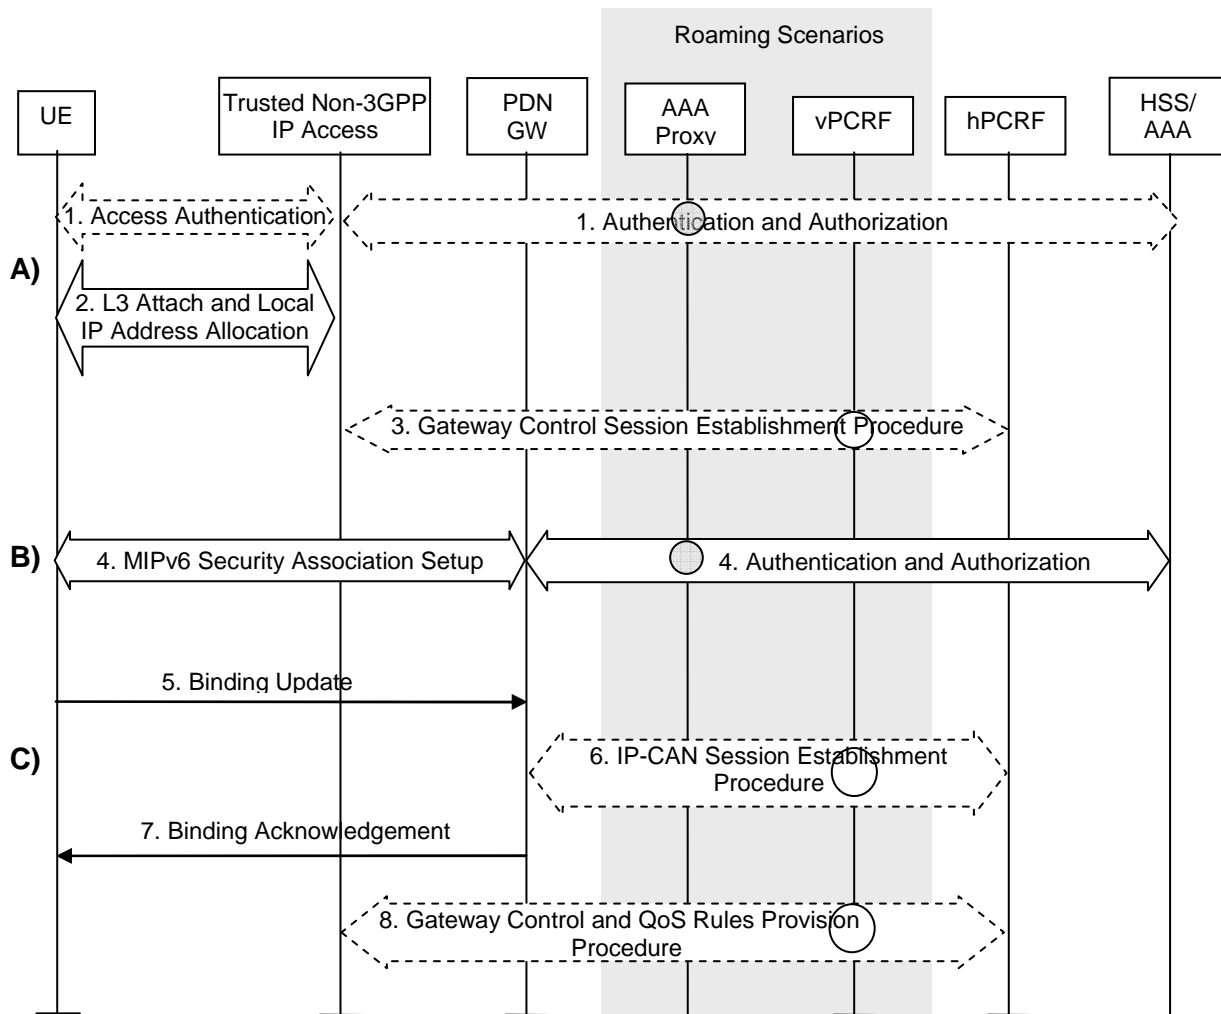 Roaming Scenarios
UE
Trusted Non-3GPP
IP Access
PDN
GW
AAA
Proxy
vPCRF
hPCRF
HSS/
AAA
1. Access Authentication
1. Authentication and Authorization
A)
2. L3 Attach and Local
IP Address Allocation
3. Gateway Control Session Establishment Procedure
B)
4. MIPv6 Security Association Setup
4. Authentication and Authorization
5. Binding Update
C)
6. IP-CAN Session Establishment
Procedure
7. Binding Acknowledgement
8. Gateway Control and QoS Rules Provision
Procedure